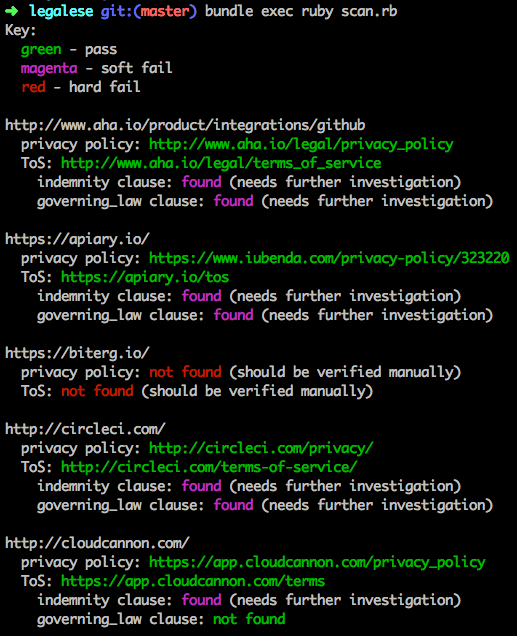 ➜ legalese git:(master) bundle exec ruby scan.rb
Key:
green - pass
magenta - soft fail
red - hard fail
http://www.aha.io/product/integrations/github
privacy policy: http://www.aha.io/legal/privacy_policy
ToS: http://www.aha.io/legal/terms_of_service
indemnity clause: found (needs further investigation)
governing_law clause: found (needs further investigation)
https://apiary.io/
privacy policy: https://www.iubenda.com/privacy-policy/323220
ToS: https://apiary.io/tos
indemnity clause: found (needs further investigation)
governing_law clause: found (needs further investigation)
https://biterg.io/
privacy policy: not found (should be verified manually)
ToS: not found (should be verified manually)
http://circleci.com/
privacy policy: http://circleci.com/privacy/
ToS: http://circleci.com/terms-of-service/
indemnity clause: found (needs further investigation)
governing_law clause: found (needs further investigation)
http://cloudcannon.com/
privacy policy: https://app.cloudcannon.com/privacy_policy
ToS: https://app.cloudcannon.com/terms
indemnity clause: found (needs further investigation)
governing_law clause: not found